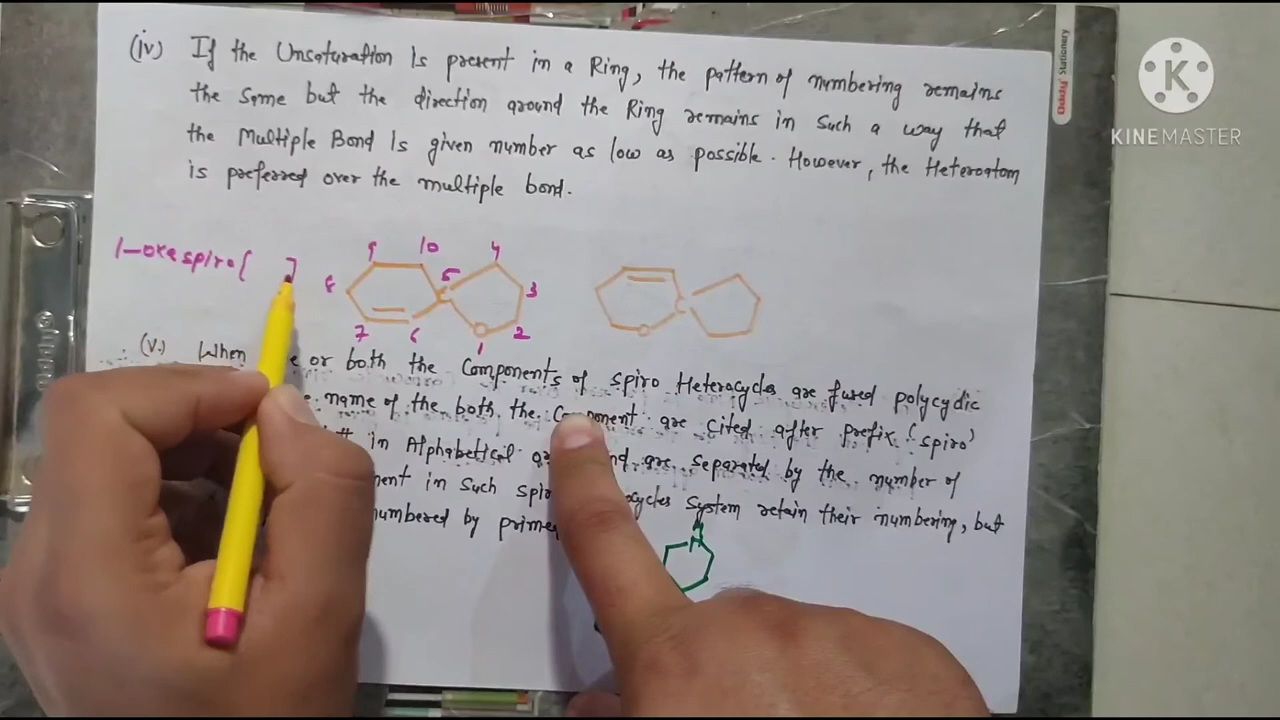 (iv) If the Unsaturation Is present in a Ring, the pattern of numbering remains
the Same but the direction around the Ring remains in Such a way that
the Multiple Bond Is given number as low as possible. However, the Heteroatom
is preferred over the multiple bond.
1-oxaspiro[ ]
9 10 4
8 5 3
7 6 1 2
(v.) When or both the Components of spiro Heterocycles are fused polycyclic
name of the both the Component are cited after prefix (spiro)
in Alphabetical and are separated by the number of
in Such system retain their numbering, but
numbered by
H
N
KINEMASTER
K
Stationery